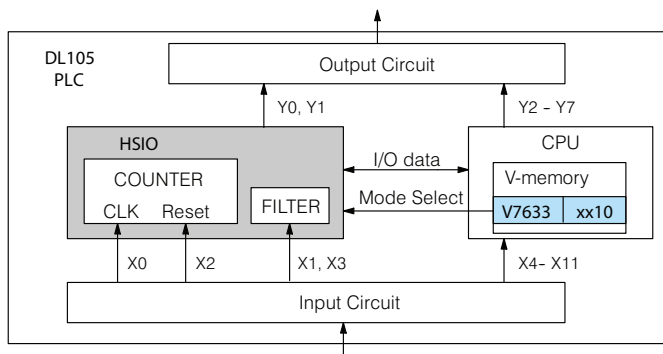 DL105
PLC
Output Circuit
Y0, Y1
Y2 - Y7
HSIO
CPU
I/O data
COUNTER
CLK Reset
FILTER
Mode Select
V-memory
V7633 xx10
X0
X2
X1, X3
X4- X11
Input Circuit